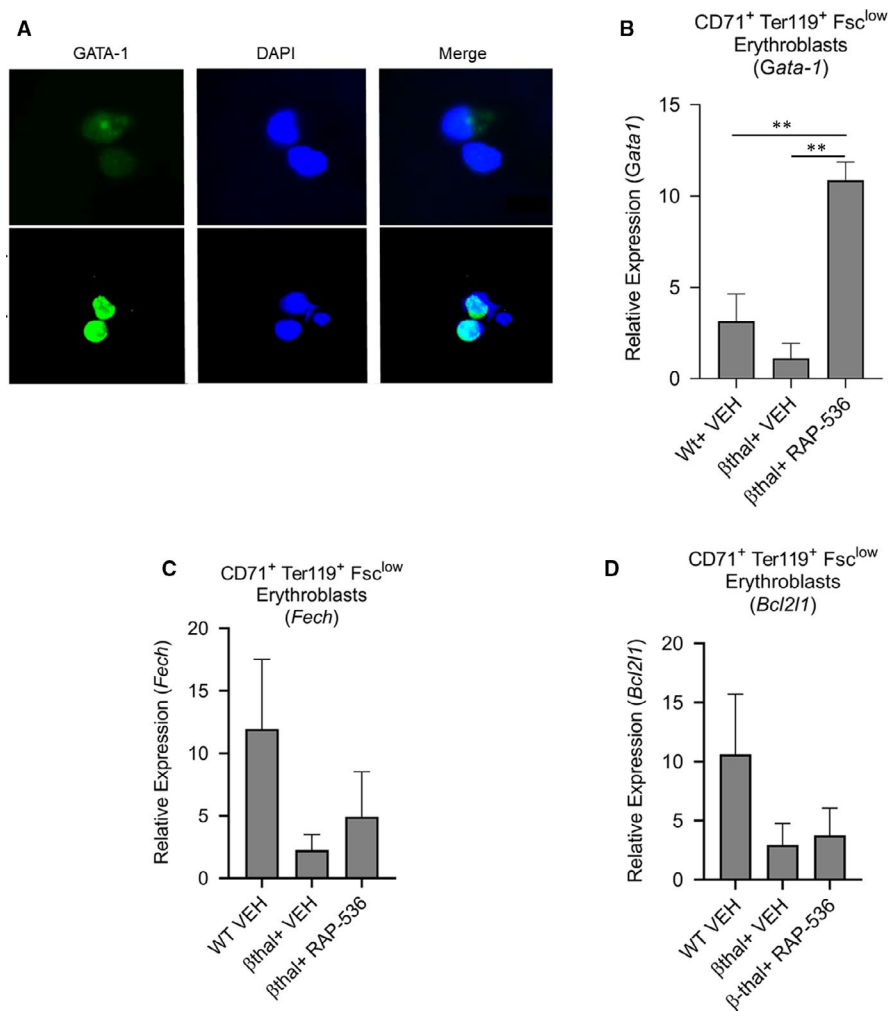 A
GATA-1 DAPI Merge
B
CD71⁺ Ter119⁺ Fscˡᵒʷ
Erythroblasts
(Gata-1)
Relative Expression (Gata1)
15
10
5
0
**
**
Wt+ VEH
βthal+ VEH
βthal+ RAP-536
C
CD71⁺ Ter119⁺ Fscˡᵒʷ
Erythroblasts
(Fech)
Relative Expression (Fech)
20
15
10
5
0
WT VEH
βthal+ VEH
βthal+ RAP-536
D
CD71⁺ Ter119⁺ Fscˡᵒʷ
Erythroblasts
(Bcl2l1)
Relative Expression (Bcl2l1)
20
15
10
5
0
WT VEH
βthal+ VEH
β-thal+ RAP-536